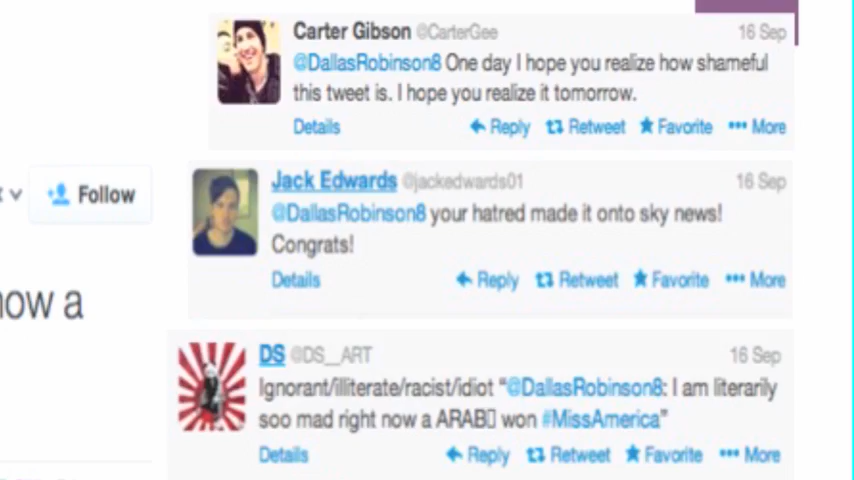 Carter Gibson @CarterGee 16 Sep
@DallasRobinson8 One day I hope you realize how shameful
this tweet is. I hope you realize it tomorrow.
Details Reply Retweet Favorite More
Follow
Jack Edwards @jackedwards01 16 Sep
@DallasRobinson8 your hatred made it onto sky news!
Congrats!
Details Reply Retweet Favorite More
now a
DS @DS__ART 16 Sep
Ignorant/illiterate/racist/idiot “@DallasRobinson8: I am literarily
soo mad right now a ARAB▯ won #MissAmerica”
Details Reply Retweet Favorite More